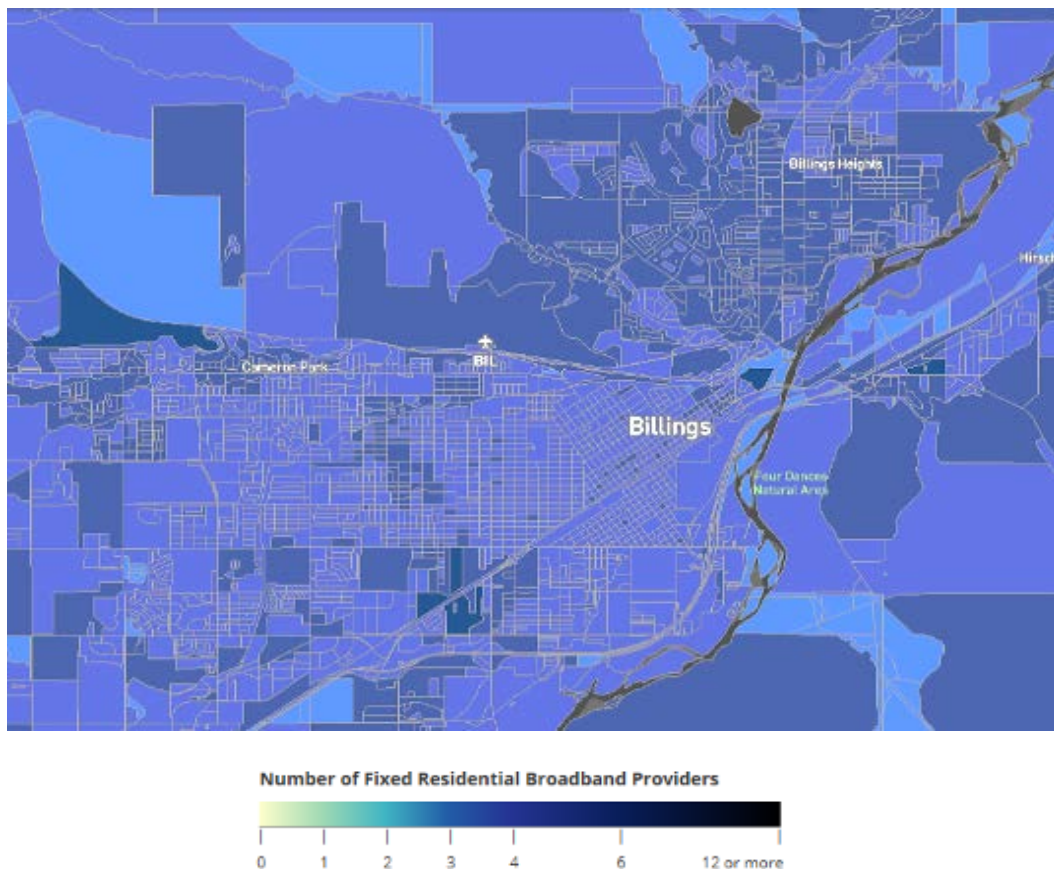 Billings Heights
Hirsch
Cameron Park
BIL
Billings
Four Dances
Natural Area
Number of Fixed Residential Broadband Providers
0 1 2 3 4 6 12 or more